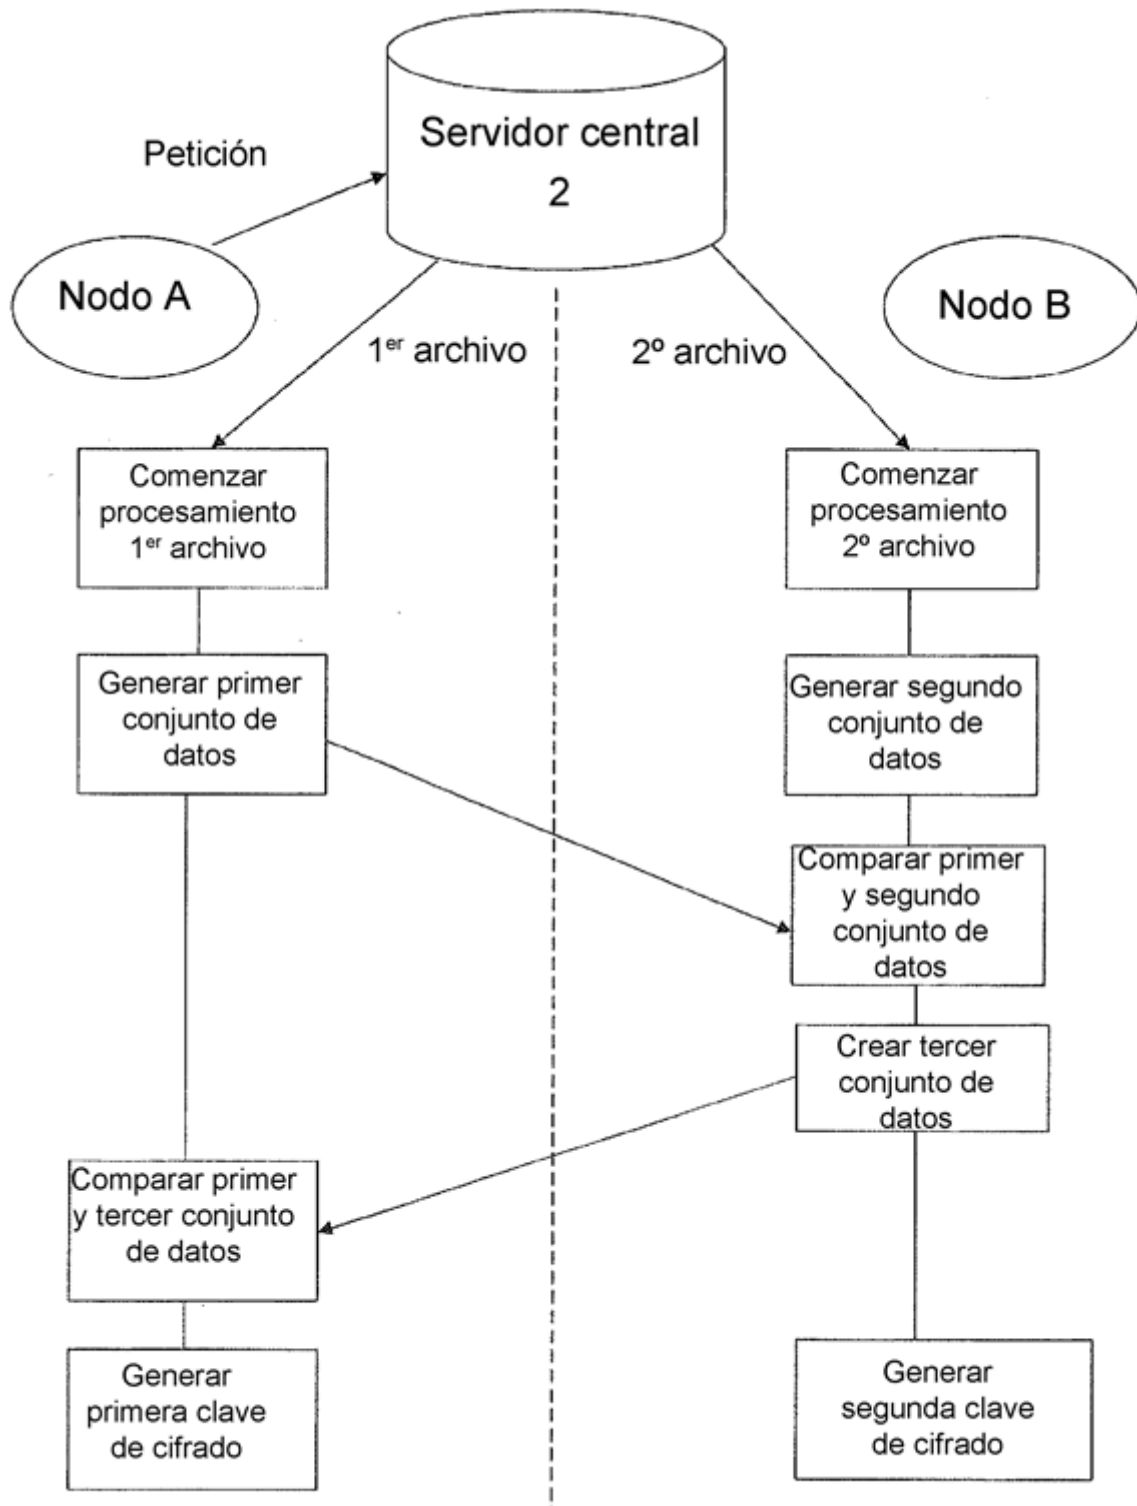 Servidor central
2
Petición
Nodo A
Nodo B
1er archivo
2º archivo
Comenzar
procesamiento
1er archivo
Comenzar
procesamiento
2º archivo
Generar primer
conjunto de
datos
Generar segundo
conjunto de
datos
Comparar primer
y segundo
conjunto de
datos
Crear tercer
conjunto de
datos
Comparar primer
y tercer conjunto
de datos
Generar
primera clave
de cifrado
Generar
segunda clave
de cifrado